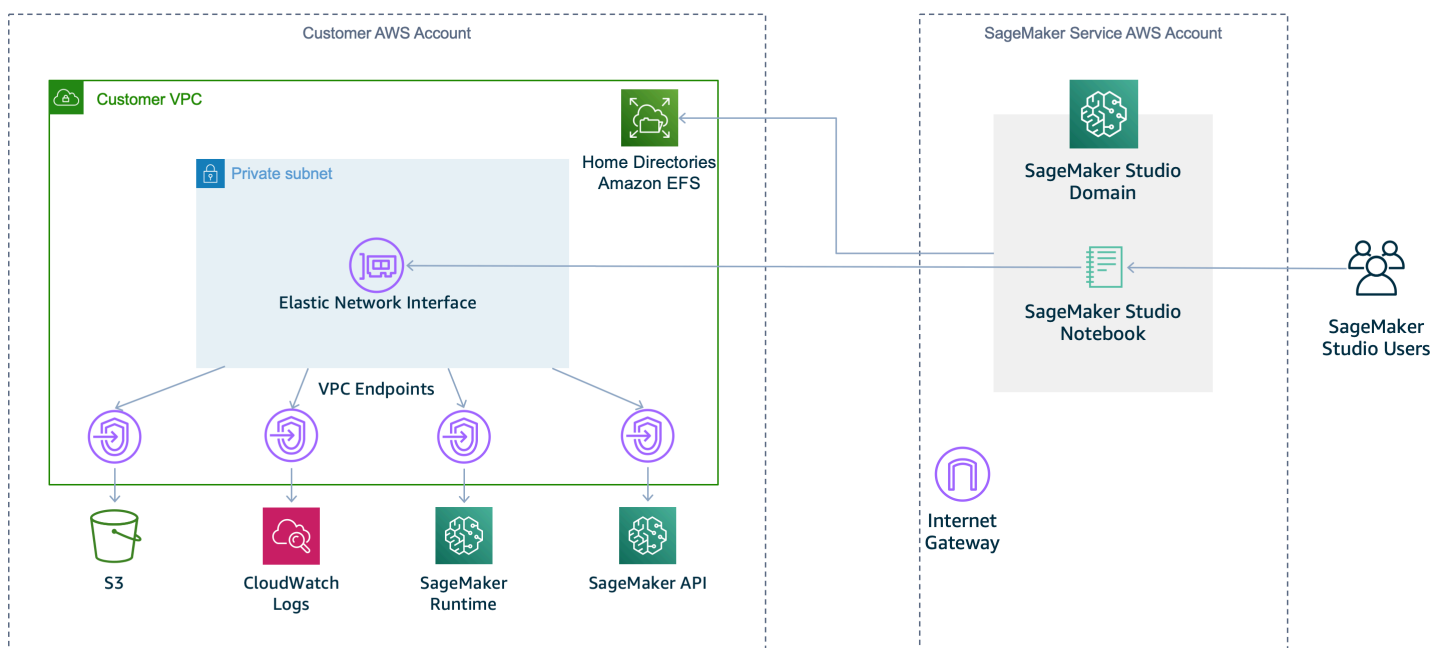 Customer AWS Account
SageMaker Service AWS Account
Customer VPC
Home Directories
Amazon EFS
Private subnet
Elastic Network Interface
VPC Endpoints
S3
CloudWatch
Logs
SageMaker
Runtime
SageMaker API
SageMaker Studio
Domain
SageMaker Studio
Notebook
Internet
Gateway
SageMaker
Studio Users